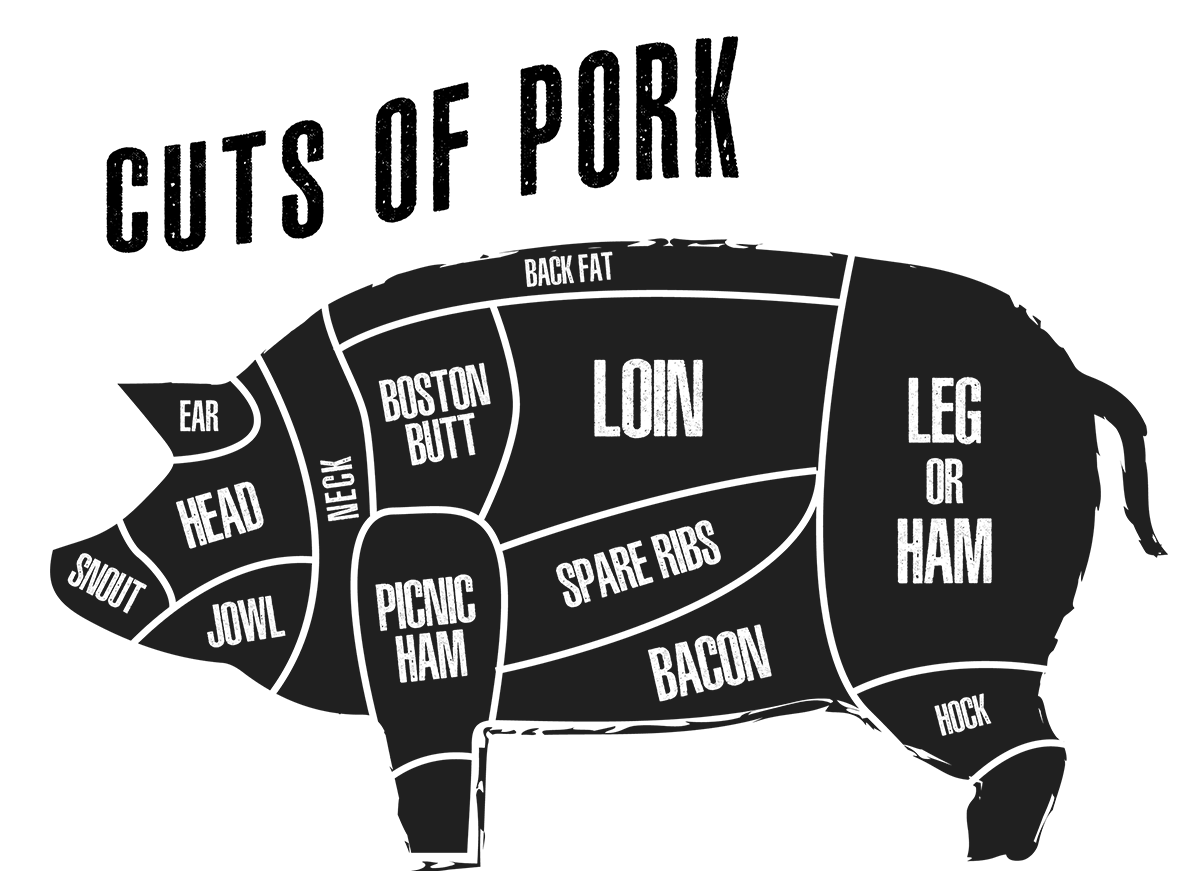 CUTS OF PORK
BACK FAT
EAR
BOSTON
BUTT
LOIN
LEG
OR
HAM
NECK
HEAD
SNOUT
JOWL
PICNIC
HAM
SPARE RIBS
BACON
HOCK